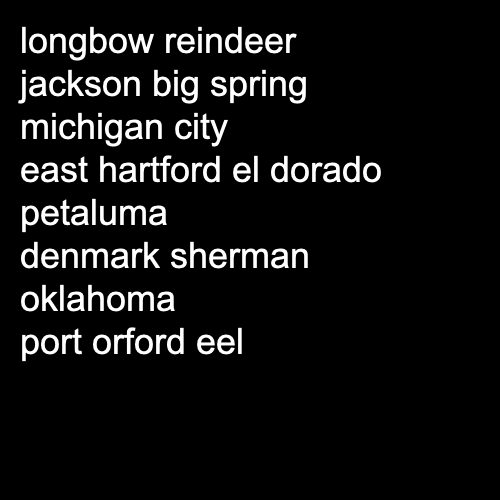 longbow reindeer
jackson big spring
michigan city
east hartford el dorado
petaluma
denmark sherman
oklahoma
port orford eel